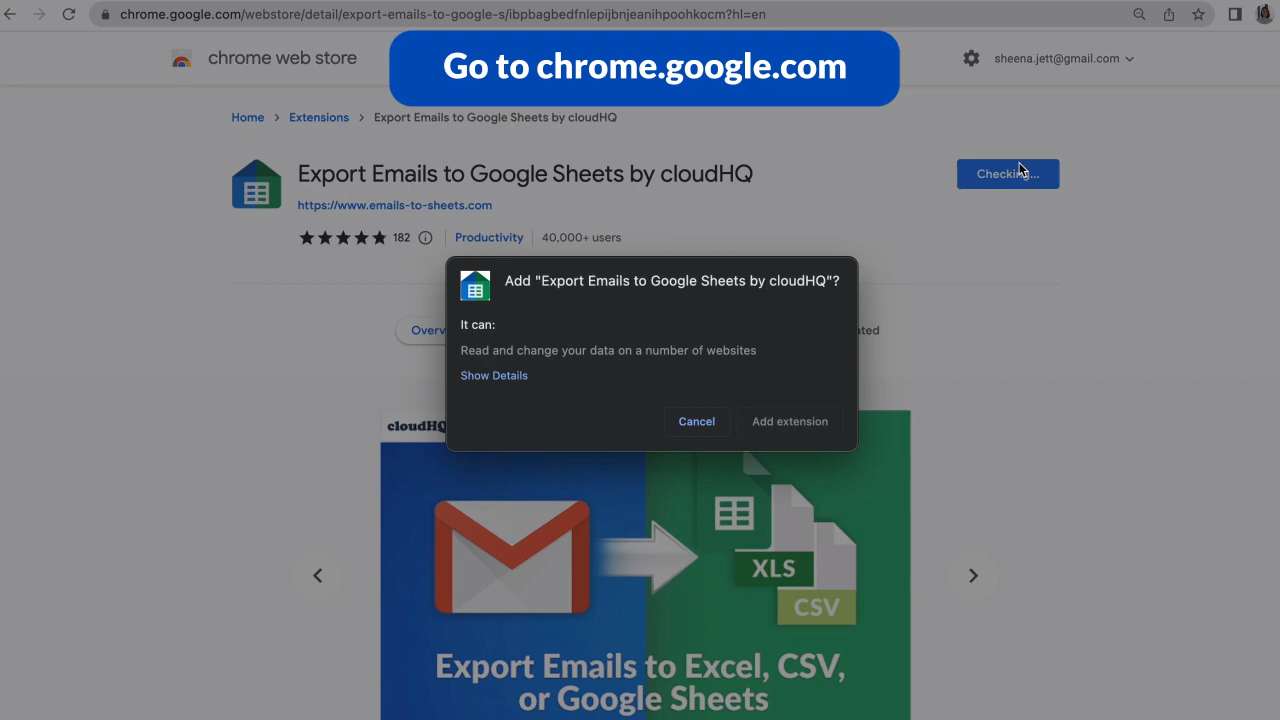 chrome.google.com/webstore/detail/export-emails-to-google-s/ibpbagbedfnlepijbnjeanihpoohkocm?hl=en
Go to chrome.google.com
chrome web store
sheena.jett@gmail.com
Home > Extensions > Export Emails to Google Sheets by cloudHQ
Export Emails to Google Sheets by cloudHQ
Checking...
https://www.emails-to-sheets.com
182
Productivity
40,000+ users
Add "Export Emails to Google Sheets by cloudHQ"?
It can:
Read and change your data on a number of websites
Show Details
Cancel
Add extension
cloudHQ
XLS
CSV
Export Emails to Excel, CSV,
or Google Sheets